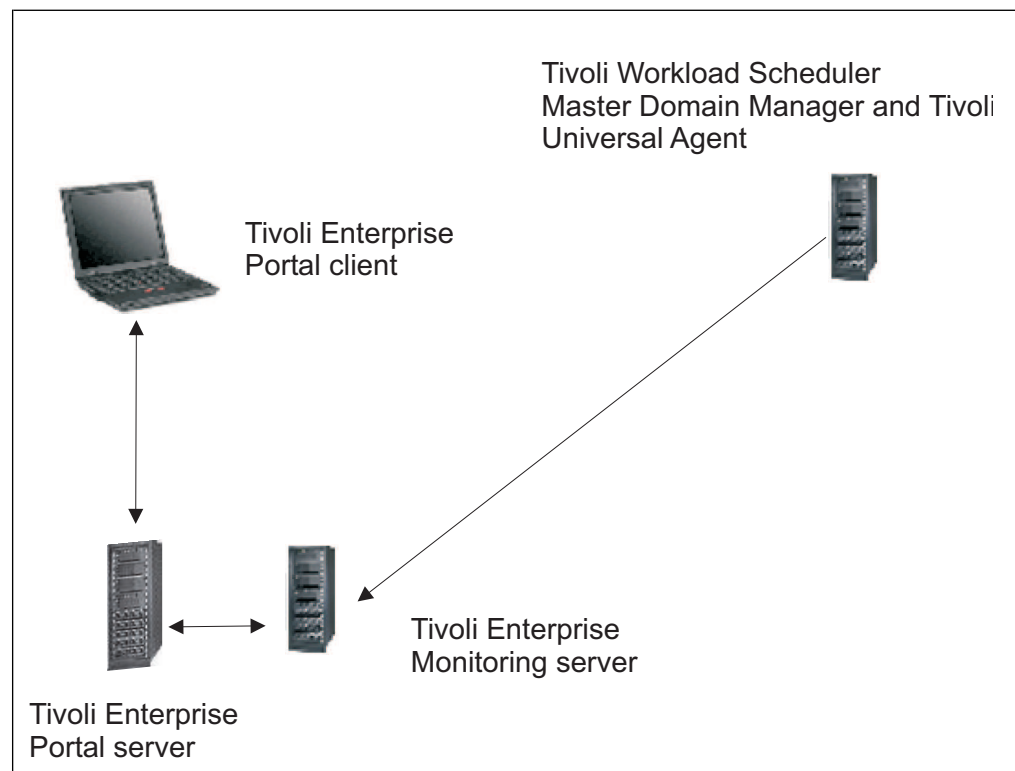 Tivoli Workload Scheduler
Master Domain Manager and Tivoli
Universal Agent
Tivoli Enterprise
Portal client
Tivoli Enterprise
Monitoring server
Tivoli Enterprise
Portal server